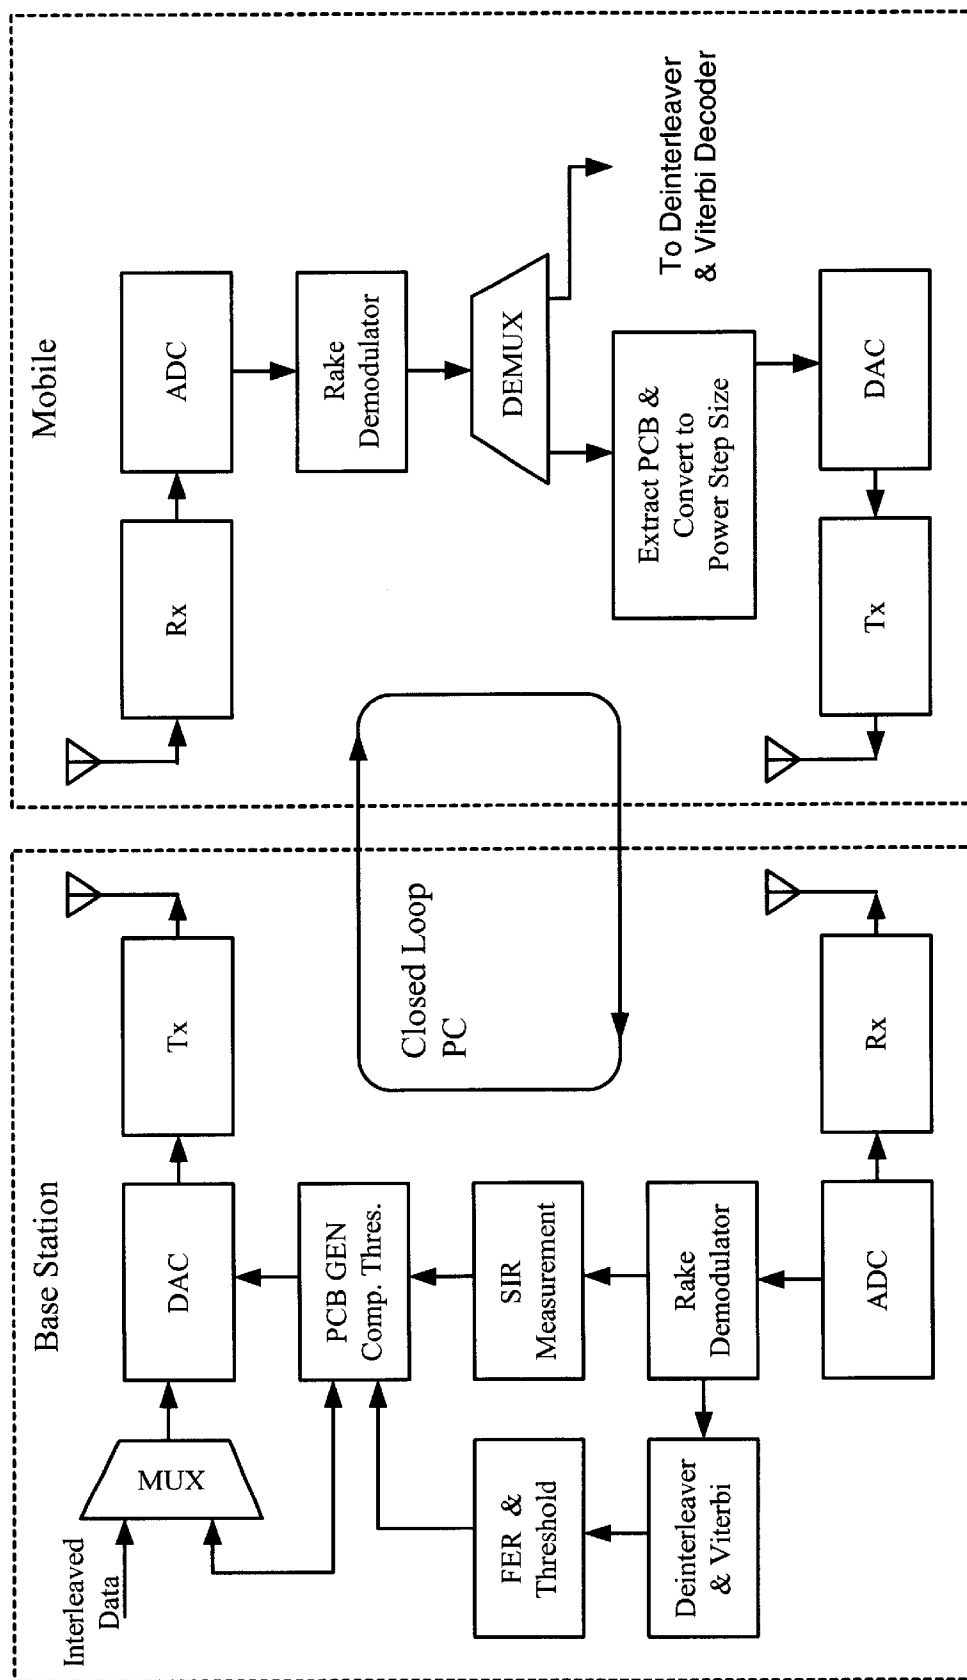 Base Station
Interleaved
Data
MUX
DAC
Tx
PCB GEN
Comp. Thres.
SIR
Measurement
FER &
Threshold
Rake
Demodulator
Deinterleaver
& Viterbi
ADC
Rx
Closed Loop
PC
Mobile
Rx
ADC
Rake
Demodulator
DEMUX
Extract PCB &
Convert to
Power Step Size
To Deinterleaver
& Viterbi Decoder
Tx
DAC